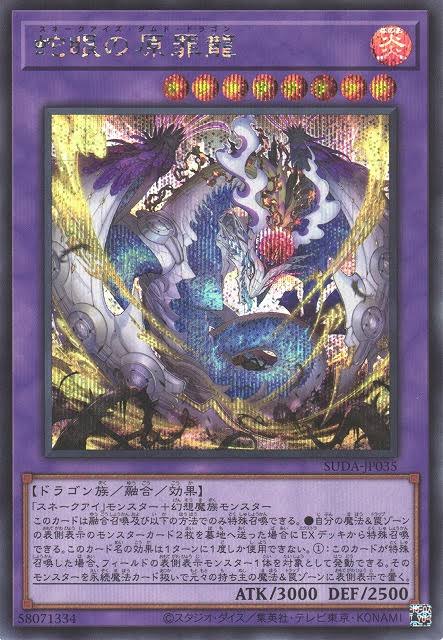 スネークアイズ・ダムド・ドラゴン
蛇眼の原罪龍
炎
SUDA-JP035
【ドラゴン族／融合／効果】
「スネークアイ」モンスター＋幻想魔族モンスター
このカードは融合召喚及び以下の方法でのみ特殊召喚できる。●自分の魔法＆罠ゾーン
の表側表示のモンスターカード２枚を墓地へ送った場合にEXデッキから特殊召喚
できる。このカード名の効果は１ターンに１度しか使用できない。①：このカードが特殊
召喚した場合、フィールドの表側表示モンスター１体を対象として発動できる。その
モンスターを永続魔法カード扱いで元々の持ち主の魔法＆罠ゾーンに表側表示で置く。
ATK/3000 DEF/2500
58071334
©スタジオ・ダイス／集英社・テレビ東京・KONAMI